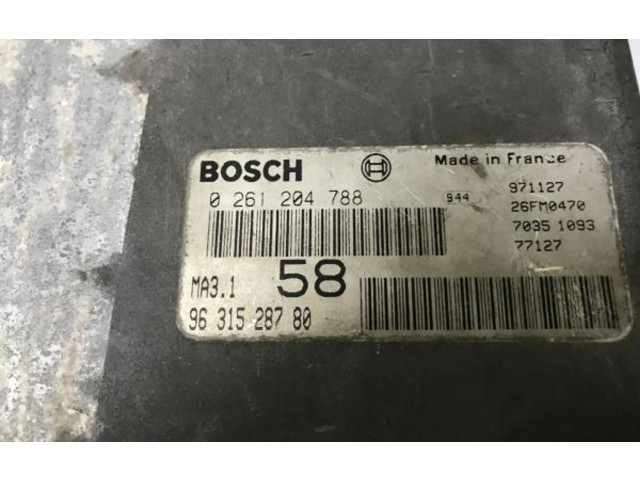 BOSCH Made in France
0 261 204 788 944 971127
26FM0470
7035 1093
77127
MA3.1 58
96 315 287 80